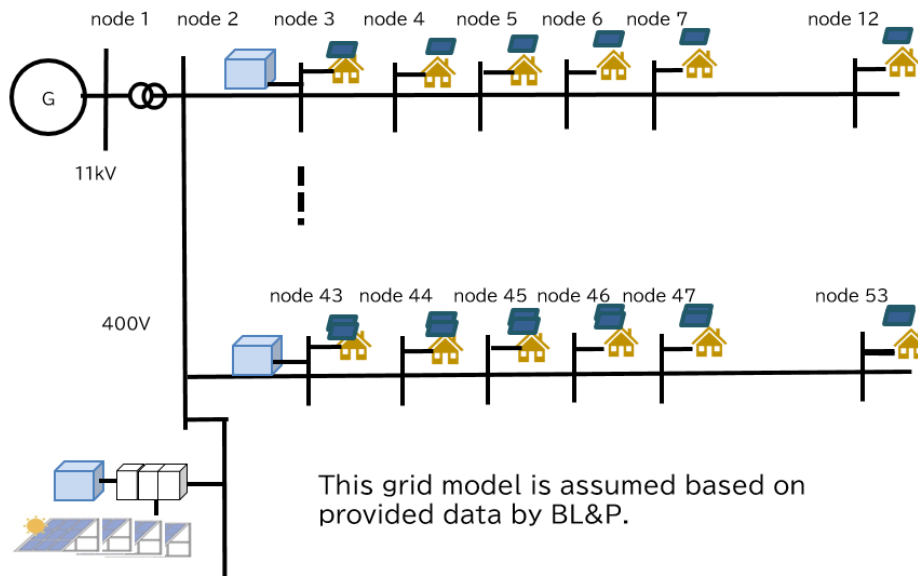 node 1
node 2
node 3
node 4
node 5
node 6
node 7
node 12
G
11kV
node 43
node 44
node 45
node 46
node 47
node 53
400V
This grid model is assumed based on
provided data by BL&P.